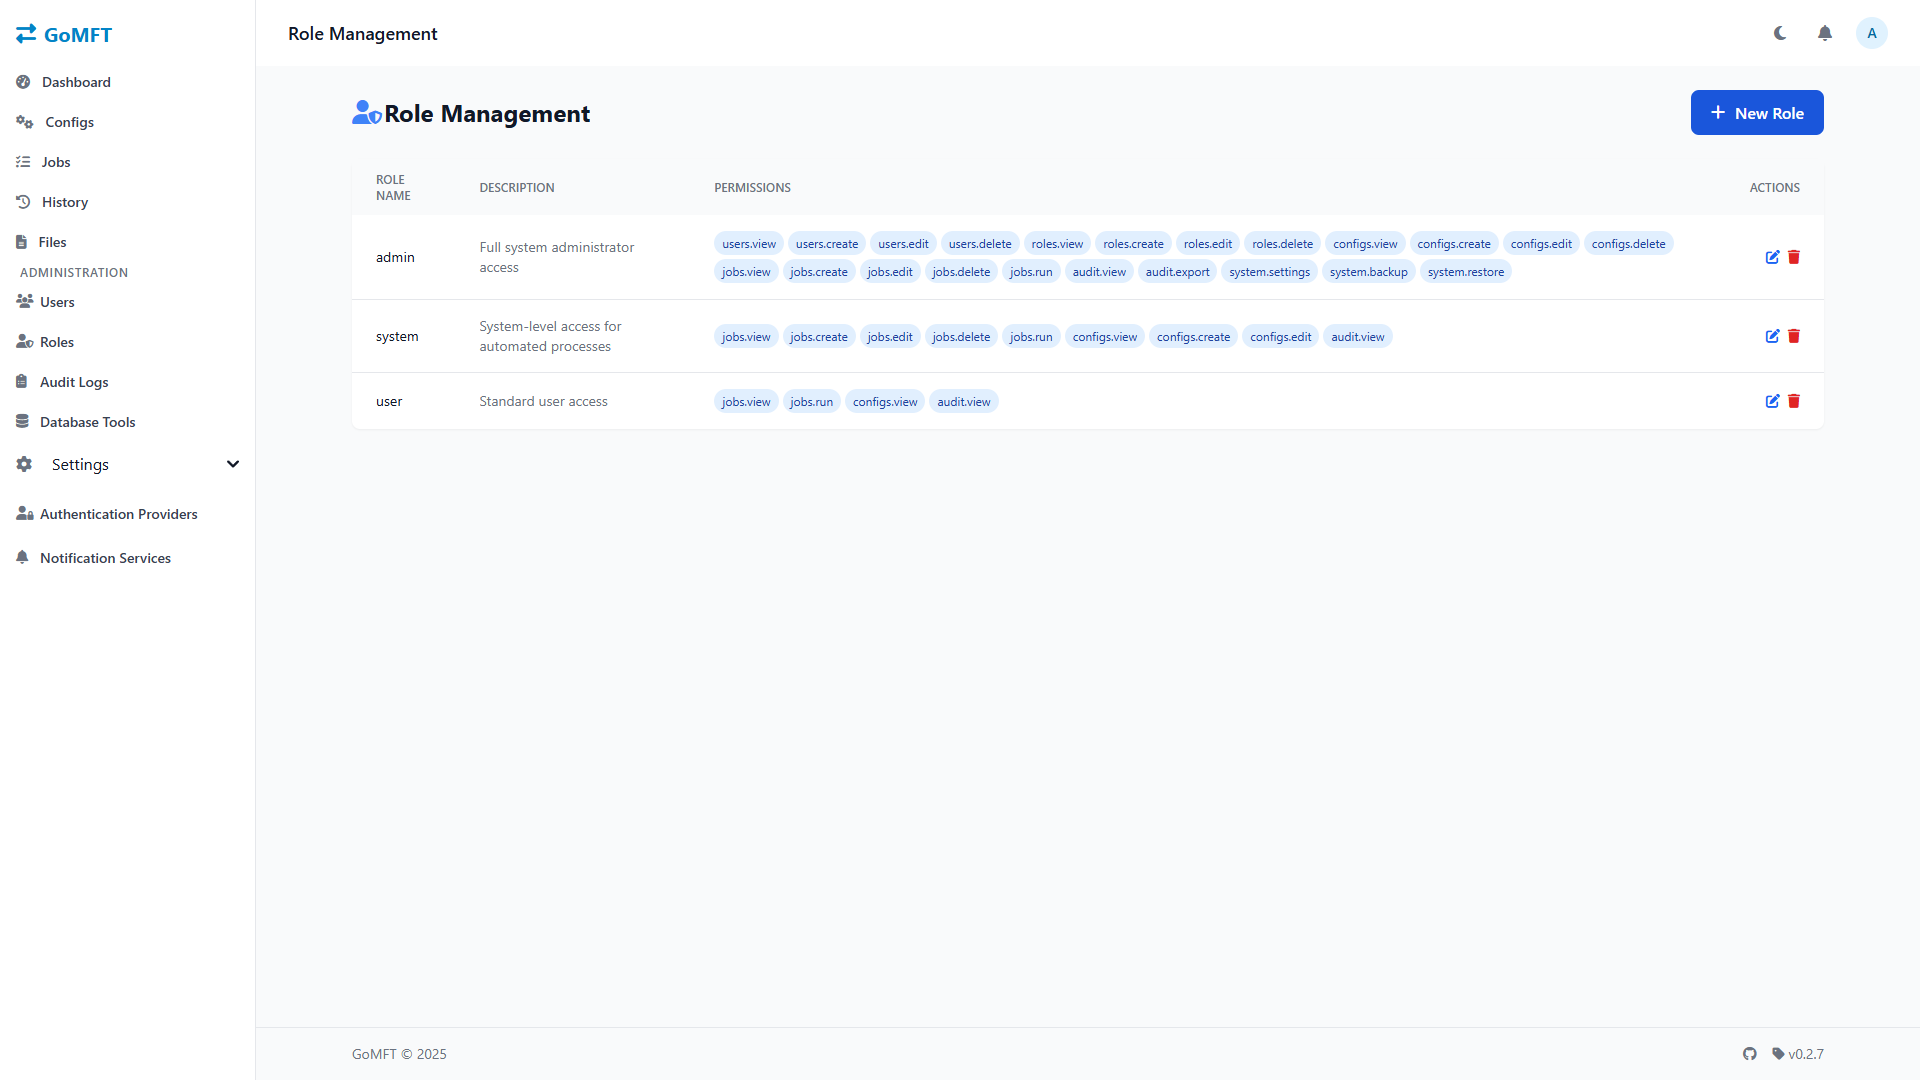 GoMFT
Role Management
A
Dashboard
Configs
Jobs
History
Files
ADMINISTRATION
Users
Roles
Audit Logs
Database Tools
Settings
Authentication Providers
Notification Services
Role Management
New Role
ROLE
NAME
DESCRIPTION
PERMISSIONS
ACTIONS
admin
Full system administrator
access
users.view users.create users.edit users.delete roles.view roles.create roles.edit roles.delete configs.view configs.create configs.edit configs.delete
jobs.view jobs.create jobs.edit jobs.delete jobs.run audit.view audit.export system.settings system.backup system.restore
system
System-level access for
automated processes
jobs.view jobs.create jobs.edit jobs.delete jobs.run configs.view configs.create configs.edit audit.view
user
Standard user access
jobs.view jobs.run configs.view audit.view
GoMFT © 2025
v0.2.7